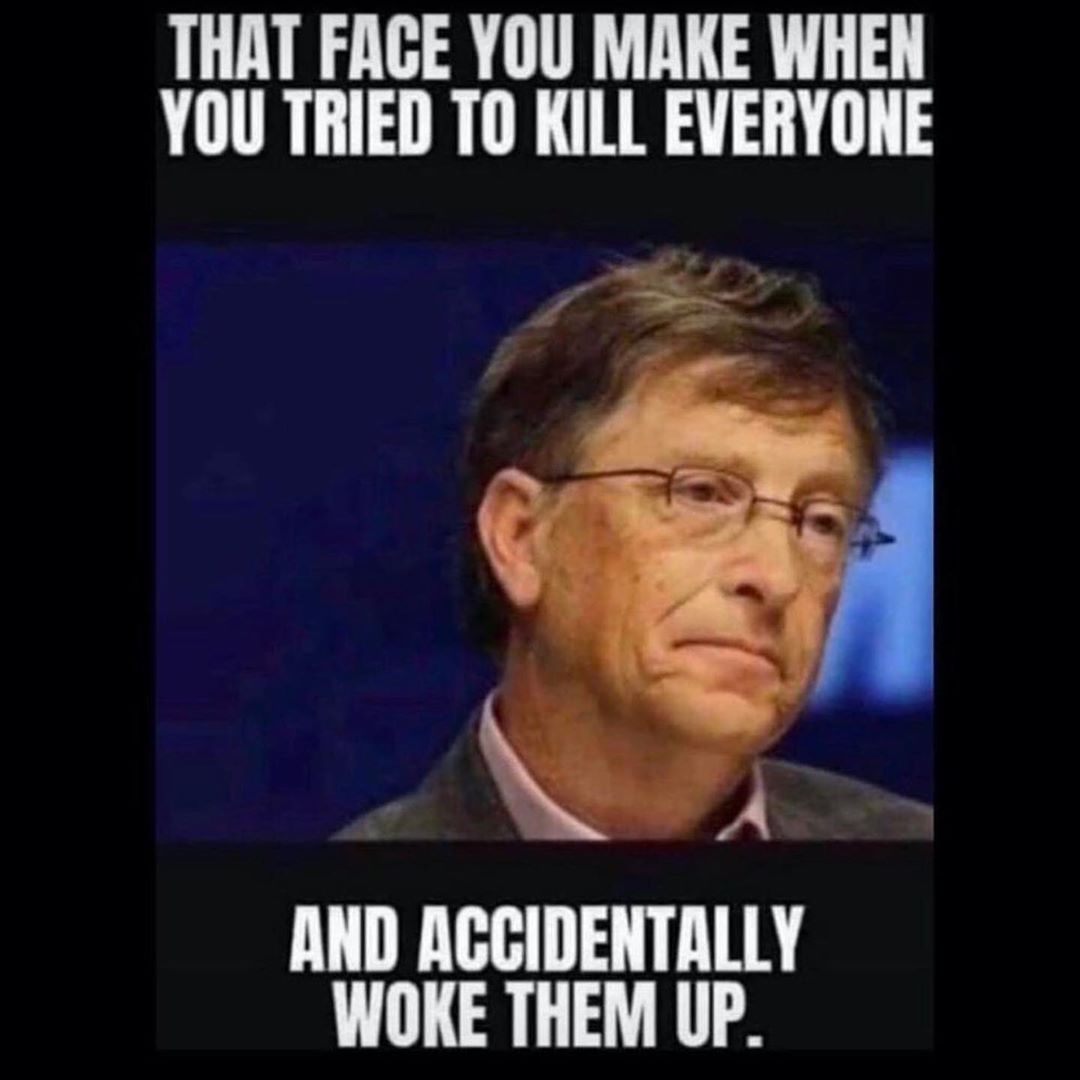 THAT FACE YOU MAKE WHEN
YOU TRIED TO KILL EVERYONE
AND ACCIDENTALLY
WOKE THEM UP.